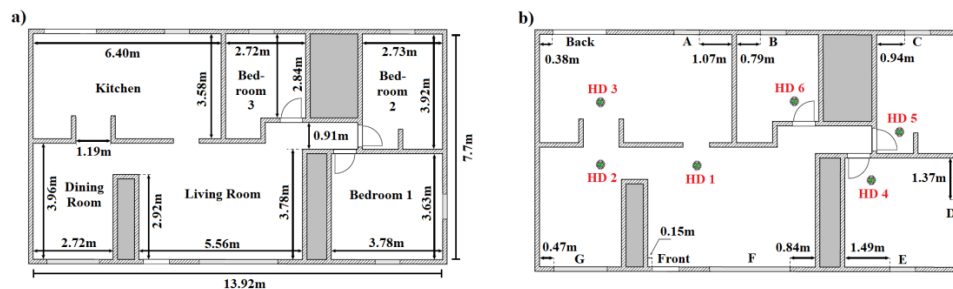 a)
6.40m
2.72m
2.73m
Kitchen
3.58m
Bed-
room
3
2.84m
Bed-
room
2
3.92m
7.7m
0.91m
1.19m
3.96m
Dining
Room
2.92m
Living Room
3.78m
Bedroom 1
3.63m
2.72m
5.56m
3.78m
13.92m
b)
Back
A
B
C
0.38m
1.07m
0.79m
0.94m
HD 3
HD 6
HD 5
HD 2
HD 1
HD 4
1.37m
D
0.47m
0.15m
0.84m
1.49m
G
Front
F
E